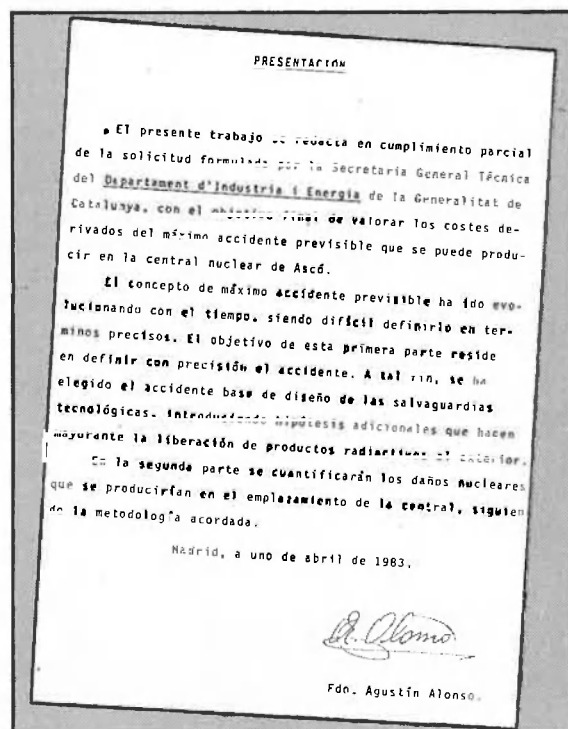 PRESENTACIÓN
El presente trabajo se redacta en cumplimiento parcial
de la solicitud formulada por la Secretaría General Técnica
del Departament d'Industria i Energia de la Generalitat de
Catalunya, con el objetivo final de valorar los costes de-
rivados del máximo accidente previsible que se puede produ-
cir en la central nuclear de Ascó.
El concepto de máximo accidente previsible ha ido evo-
lucionando con el tiempo, siendo difícil definirlo en tér-
minos precisos. El objetivo de esta primera parte reside
en definir con precisión el accidente. A tal fin, se ha
elegido el accidente base de diseño de las salvaguardias
tecnológicas, introduciendo hipótesis adicionales que hacen
mayorante la liberación de productos radiactivos al exterior.
En la segunda parte se cuantificarán los daños nucleares
que se producirían en el emplazamiento de la central, siguien
do la metodología acordada.
Madrid, a uno de abril de 1983.
A. Alonso
Fdo. Agustín Alonso.